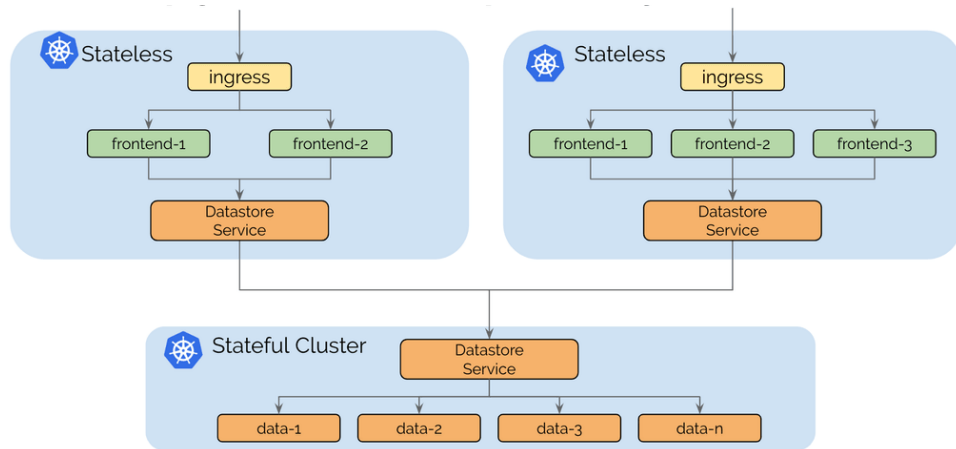 Stateless
ingress
frontend-1
frontend-2
Datastore
Service
Stateless
ingress
frontend-1
frontend-2
frontend-3
Datastore
Service
Stateful Cluster
Datastore
Service
data-1
data-2
data-3
data-n